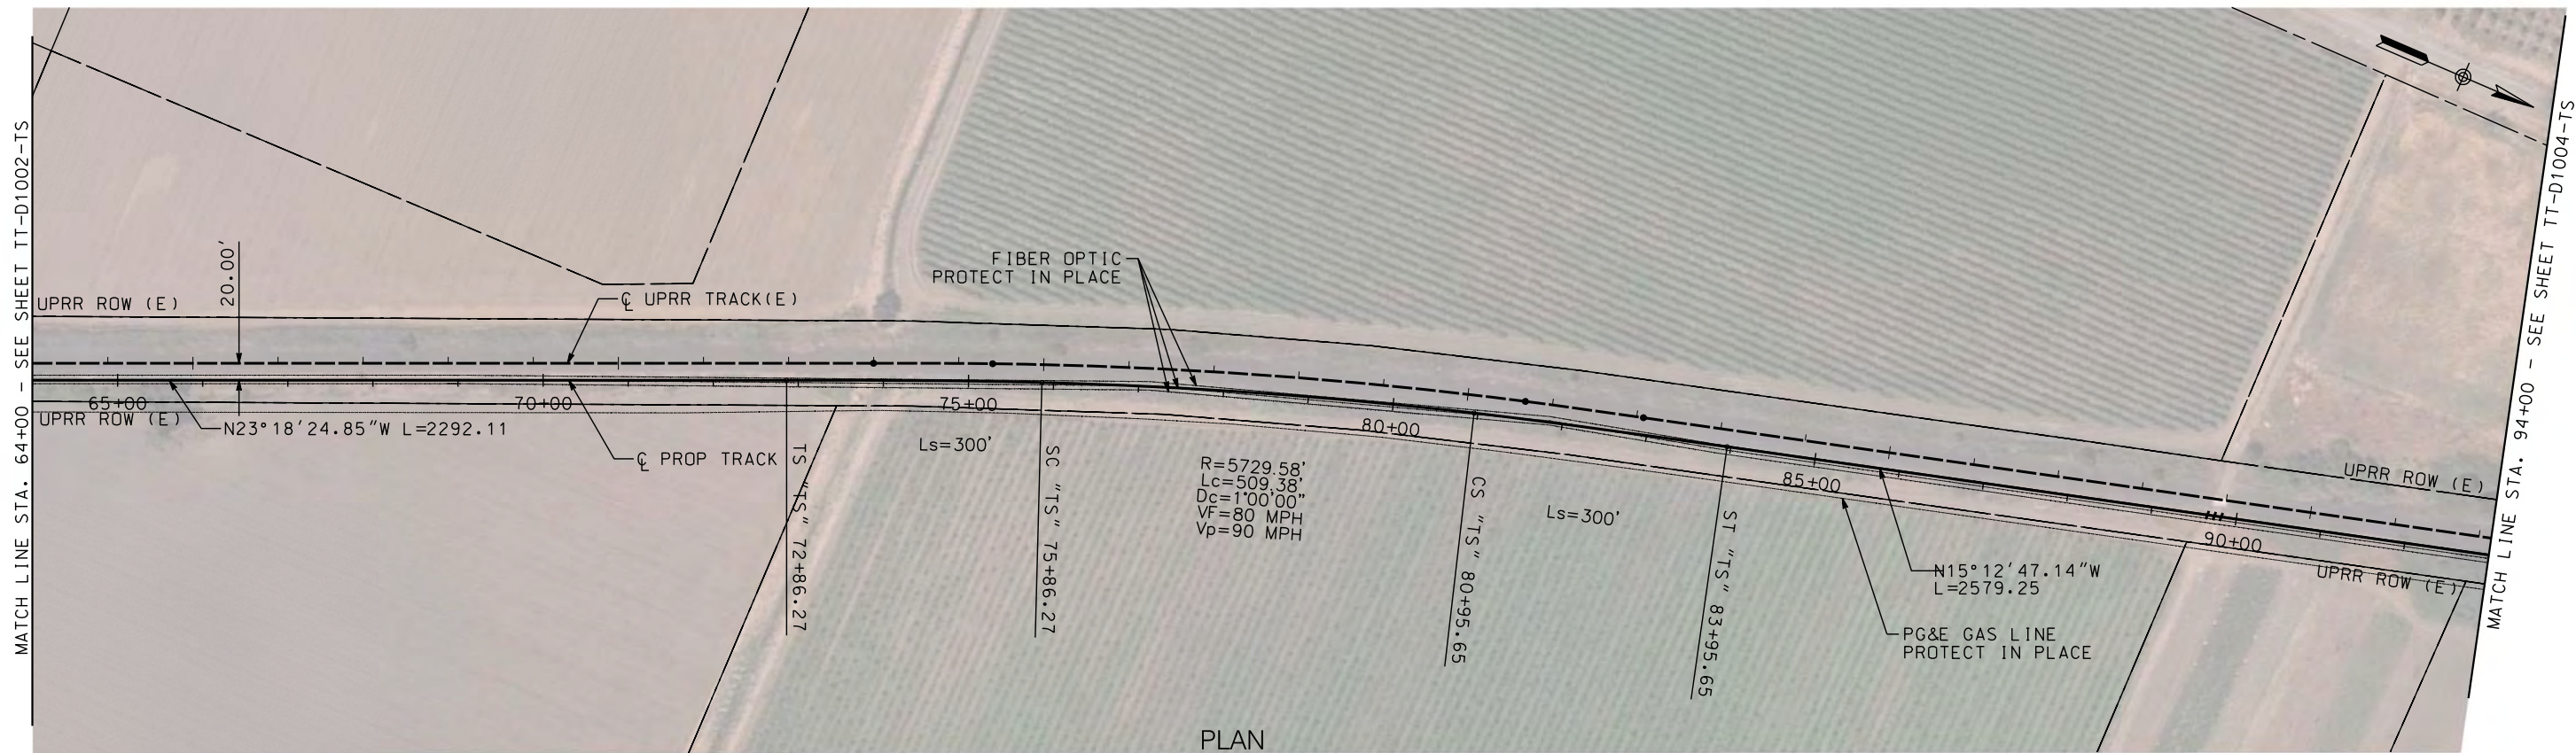 MATCH LINE STA. 64+00 - SEE SHEET TT-D1002-TS
UPRR ROW (E)
20.00'
℄ UPRR TRACK(E)
FIBER OPTIC
PROTECT IN PLACE
65+00
70+00
75+00
80+00
85+00
90+00
UPRR ROW (E)
N23°18'24.85"W L=2292.11
℄ PROP TRACK
TS "TS" 72+86.27
Ls=300'
SC "TS" 75+86.27
R=5729.58'
Lc=509.38'
Dc=1°00'00"
VF=80 MPH
Vp=90 MPH
CS "TS" 80+95.65
Ls=300'
ST "TS" 83+95.65
N15°12'47.14"W
L=2579.25
PG&E GAS LINE
PROTECT IN PLACE
UPRR ROW (E)
UPRR ROW (E)
MATCH LINE STA. 94+00 - SEE SHEET TT-D1004-TS
PLAN